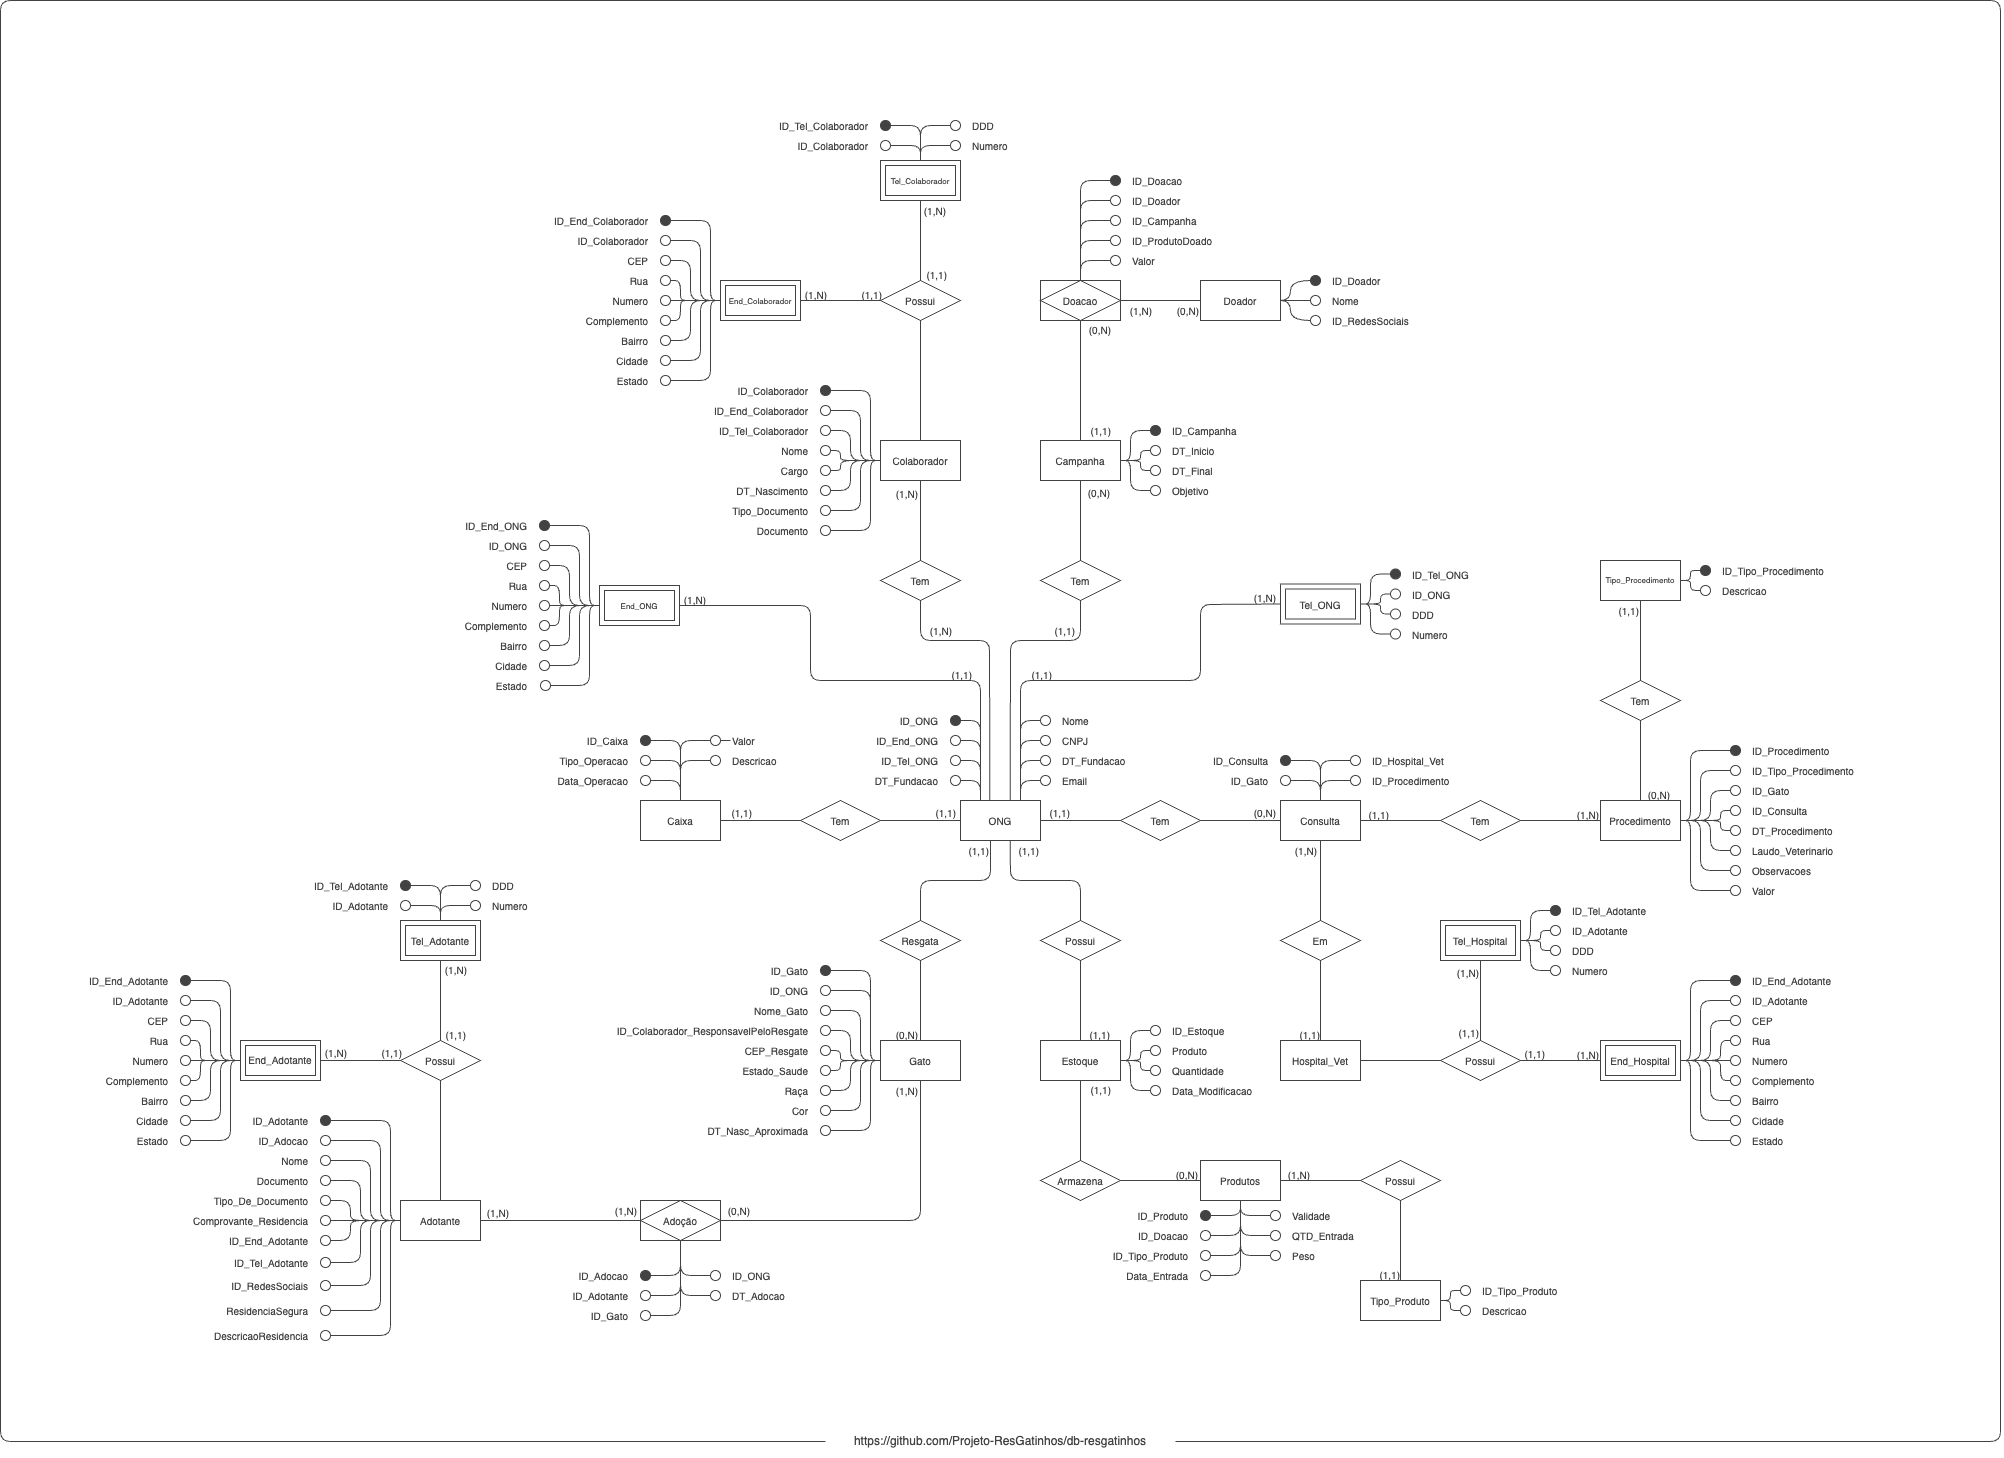 ID_Tel_Colaborador
DDD
ID_Colaborador
Numero
Tel_Colaborador
(1,N)
(1,1)
Possui
ID_End_Colaborador
ID_Colaborador
CEP
Rua
Numero
Complemento
Bairro
Cidade
Estado
End_Colaborador
(1,N)
(1,1)
ID_Doacao
ID_Doador
ID_Campanha
ID_ProdutoDoado
Valor
Doacao
(1,N)
(0,N)
Doador
(0,N)
ID_Doador
Nome
ID_RedesSociais
ID_Colaborador
ID_End_Colaborador
ID_Tel_Colaborador
Nome
Cargo
DT_Nascimento
Tipo_Documento
Documento
Colaborador
(1,N)
Tem
(1,N)
(1,1)
Campanha
(0,N)
ID_Campanha
DT_Inicio
DT_Final
Objetivo
Tem
(1,1)
ID_End_ONG
ID_ONG
CEP
Rua
Numero
Complemento
Bairro
Cidade
Estado
End_ONG
(1,N)
(1,1)
(1,1)
(1,N)
Tel_ONG
ID_Tel_ONG
ID_ONG
DDD
Numero
Tipo_Procedimento
ID_Tipo_Procedimento
Descricao
(1,1)
Tem
(0,N)
ID_Caixa
Valor
Tipo_Operacao
Descricao
Data_Operacao
Caixa
(1,1)
Tem
(1,1)
ID_ONG
Nome
ID_End_ONG
CNPJ
ID_Tel_ONG
DT_Fundacao
DT_Fundacao
Email
ONG
(1,1)
(1,1)
(1,1)
Tem
(0,N)
ID_Consulta
ID_Hospital_Vet
ID_Gato
ID_Procedimento
Consulta
(1,1)
(1,N)
Tem
(1,N)
Procedimento
ID_Procedimento
ID_Tipo_Procedimento
ID_Gato
ID_Consulta
DT_Procedimento
Laudo_Veterinario
Observacoes
Valor
ID_Tel_Adotante
DDD
ID_Adotante
Numero
Tel_Adotante
(1,N)
(1,1)
Possui
ID_End_Adotante
ID_Adotante
CEP
Rua
Numero
Complemento
Bairro
Cidade
Estado
End_Adotante
(1,N)
(1,1)
Resgata
Possui
Em
ID_Gato
ID_ONG
Nome_Gato
ID_Colaborador_ResponsavelPeloResgate
CEP_Resgate
Estado_Saude
Raça
Cor
DT_Nasc_Aproximada
(0,N)
Gato
(1,N)
(1,1)
Estoque
(1,1)
ID_Estoque
Produto
Quantidade
Data_Modificacao
(1,1)
Hospital_Vet
Tel_Hospital
(1,N)
ID_Tel_Adotante
ID_Adotante
DDD
Numero
(1,1)
Possui
(1,1)
(1,N)
End_Hospital
ID_End_Adotante
ID_Adotante
CEP
Rua
Numero
Complemento
Bairro
Cidade
Estado
ID_Adotante
ID_Adocao
Nome
Documento
Tipo_De_Documento
Comprovante_Residencia
ID_End_Adotante
ID_Tel_Adotante
ID_RedesSociais
ResidenciaSegura
DescricaoResidencia
Adotante
(1,N)
(1,N)
Adoção
(0,N)
ID_Adocao
ID_ONG
ID_Adotante
DT_Adocao
ID_Gato
Armazena
(0,N)
Produtos
(1,N)
Possui
ID_Produto
Validade
ID_Doacao
QTD_Entrada
ID_Tipo_Produto
Peso
Data_Entrada
(1,1)
Tipo_Produto
ID_Tipo_Produto
Descricao
https://github.com/Projeto-ResGatinhos/db-resgatinhos